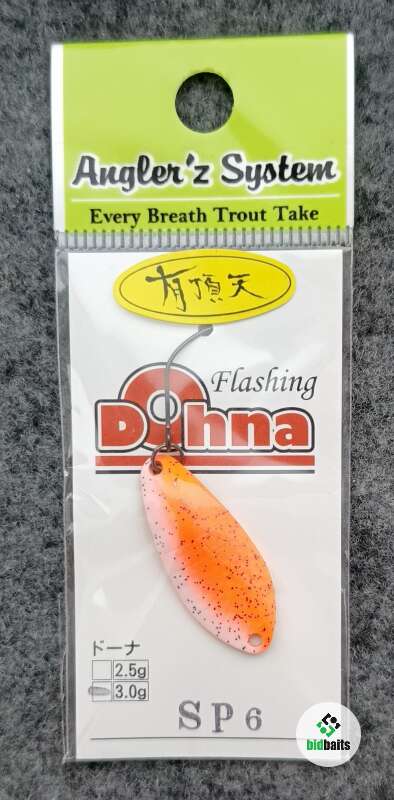 Angler'z System
Every Breath Trout Take
有頂天
Flashing
Dohna
ドーナ
2.5g
3.0g
SP6
bidbaits